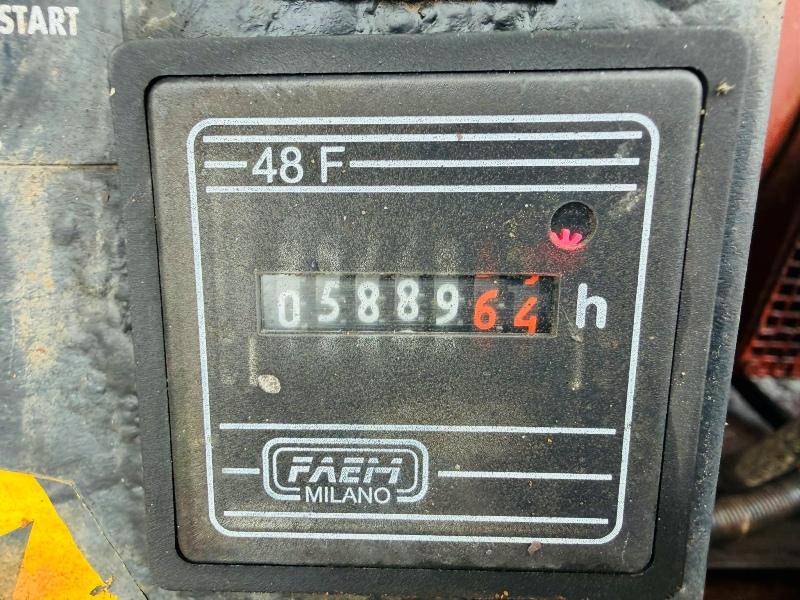 START
48 F
0588964 h
FAEM
MILANO